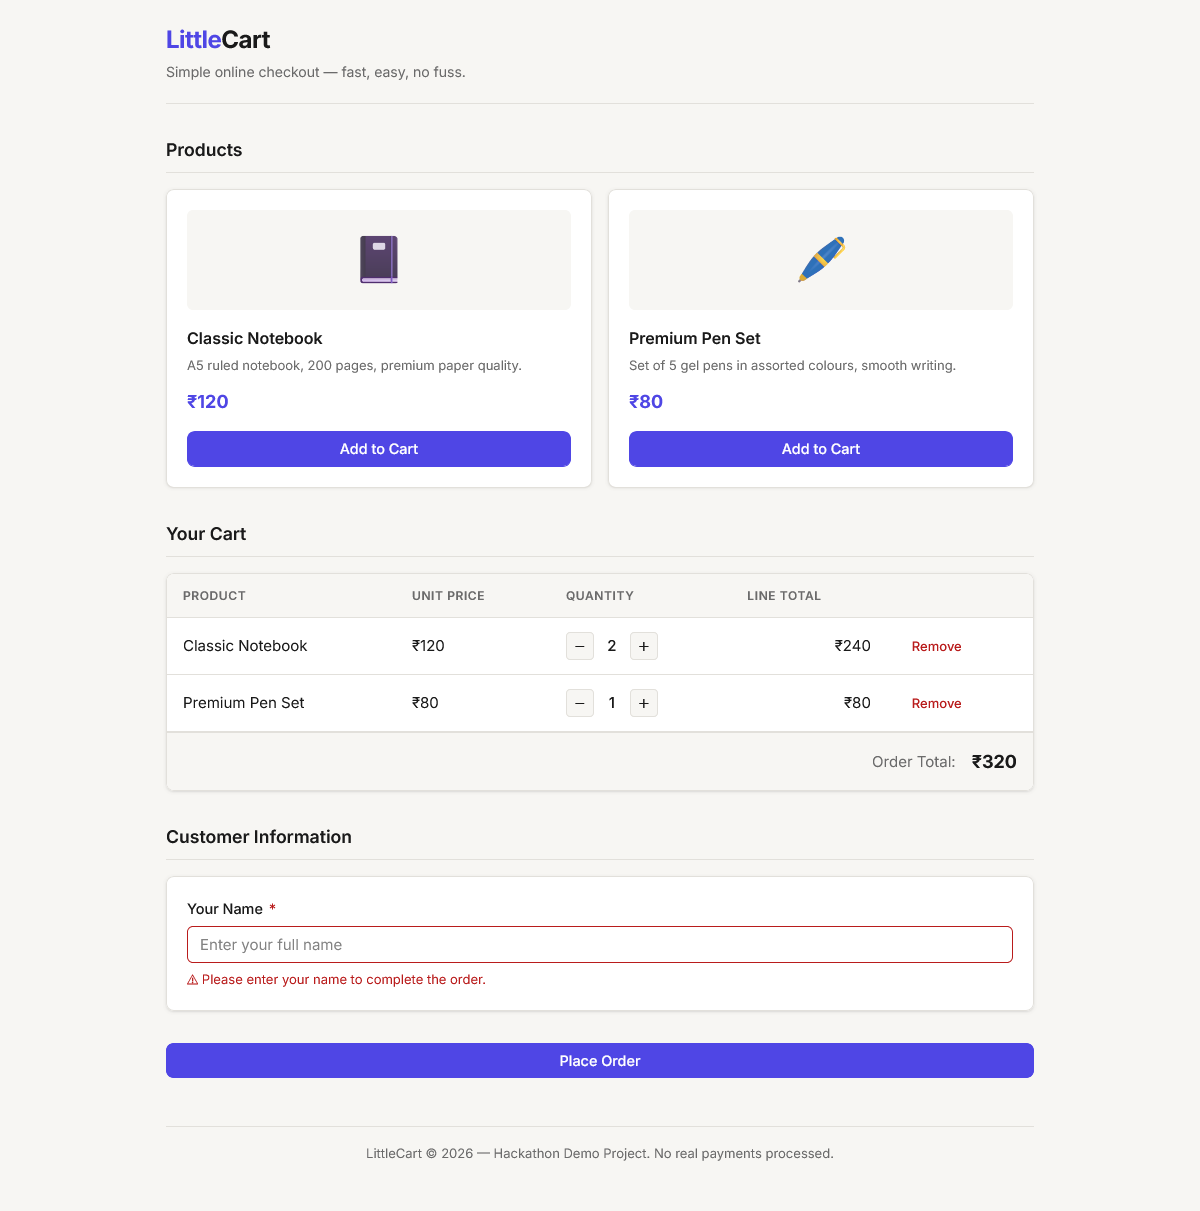 LittleCart
Simple online checkout — fast, easy, no fuss.
Products
Classic Notebook
A5 ruled notebook, 200 pages, premium paper quality.
₹120
Add to Cart
Premium Pen Set
Set of 5 gel pens in assorted colours, smooth writing.
₹80
Add to Cart
Your Cart
PRODUCT UNIT PRICE QUANTITY LINE TOTAL
Classic Notebook ₹120 − 2 + ₹240 Remove
Premium Pen Set ₹80 − 1 + ₹80 Remove
Order Total: ₹320
Customer Information
Your Name *
Enter your full name
⚠ Please enter your name to complete the order.
Place Order
LittleCart © 2026 — Hackathon Demo Project. No real payments processed.